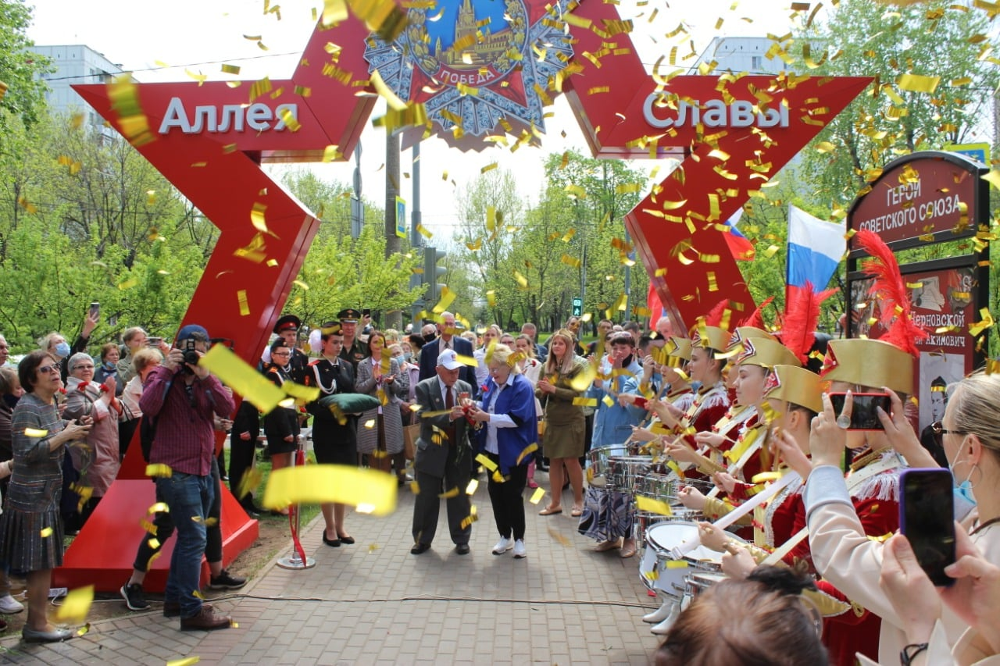 Аллея
ПОБЕДА
Славы
ГЕРОИ
СОВЕТСКОГО СОЮЗА
Черновской
Акимович